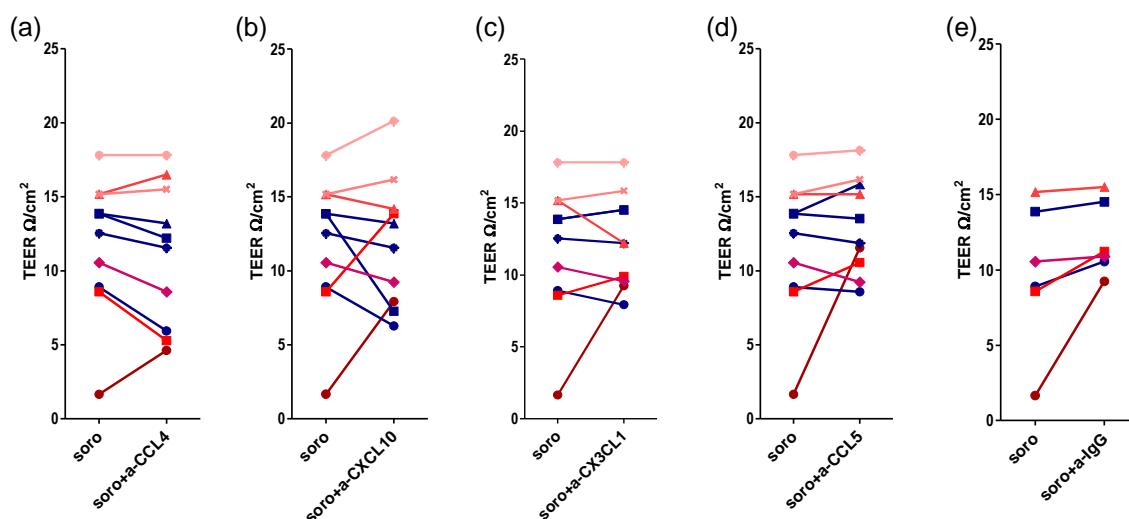 (a)
TEER Ω/cm²
25
20
15
10
5
0
soro
soro+a-CCL4
(b)
TEER Ω/cm²
25
20
15
10
5
0
soro
soro+a-CXCL10
(c)
TEER Ω/cm²
25
20
15
10
5
0
soro
soro+a-CX3CL1
(d)
TEER Ω/cm²
25
20
15
10
5
0
soro
soro+a-CCL5
(e)
TEER Ω/cm²
25
20
15
10
5
0
soro
soro+a-IgG